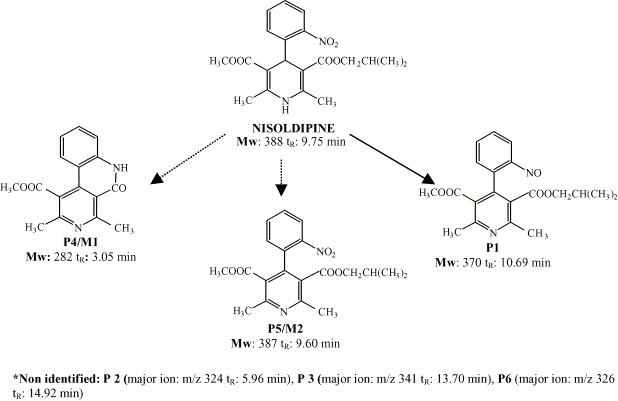 NO₂
H₃COOC
COOCH₂CH(CH₃)₂
H₃C
N
H
CH₃
NISOLDIPINE
Mw: 388 tR: 9.75 min
NH
H₃COOC
O
H₃C
N
CH₃
P4/M1
Mw: 282 tR: 3.05 min
NO₂
H₃COOC
COOCH₂CH(CH₃)₂
H₃C
N
CH₃
P5/M2
Mw: 387 tR: 9.60 min
NO
H₃COOC
COOCH₂CH(CH₃)₂
H₃C
N
CH₃
P1
Mw: 370 tR: 10.69 min
*Non identified: P 2 (major ion: m/z 324 tR: 5.96 min), P 3 (major ion: m/z 341 tR: 13.70 min), P6 (major ion: m/z 326
tR: 14.92 min)